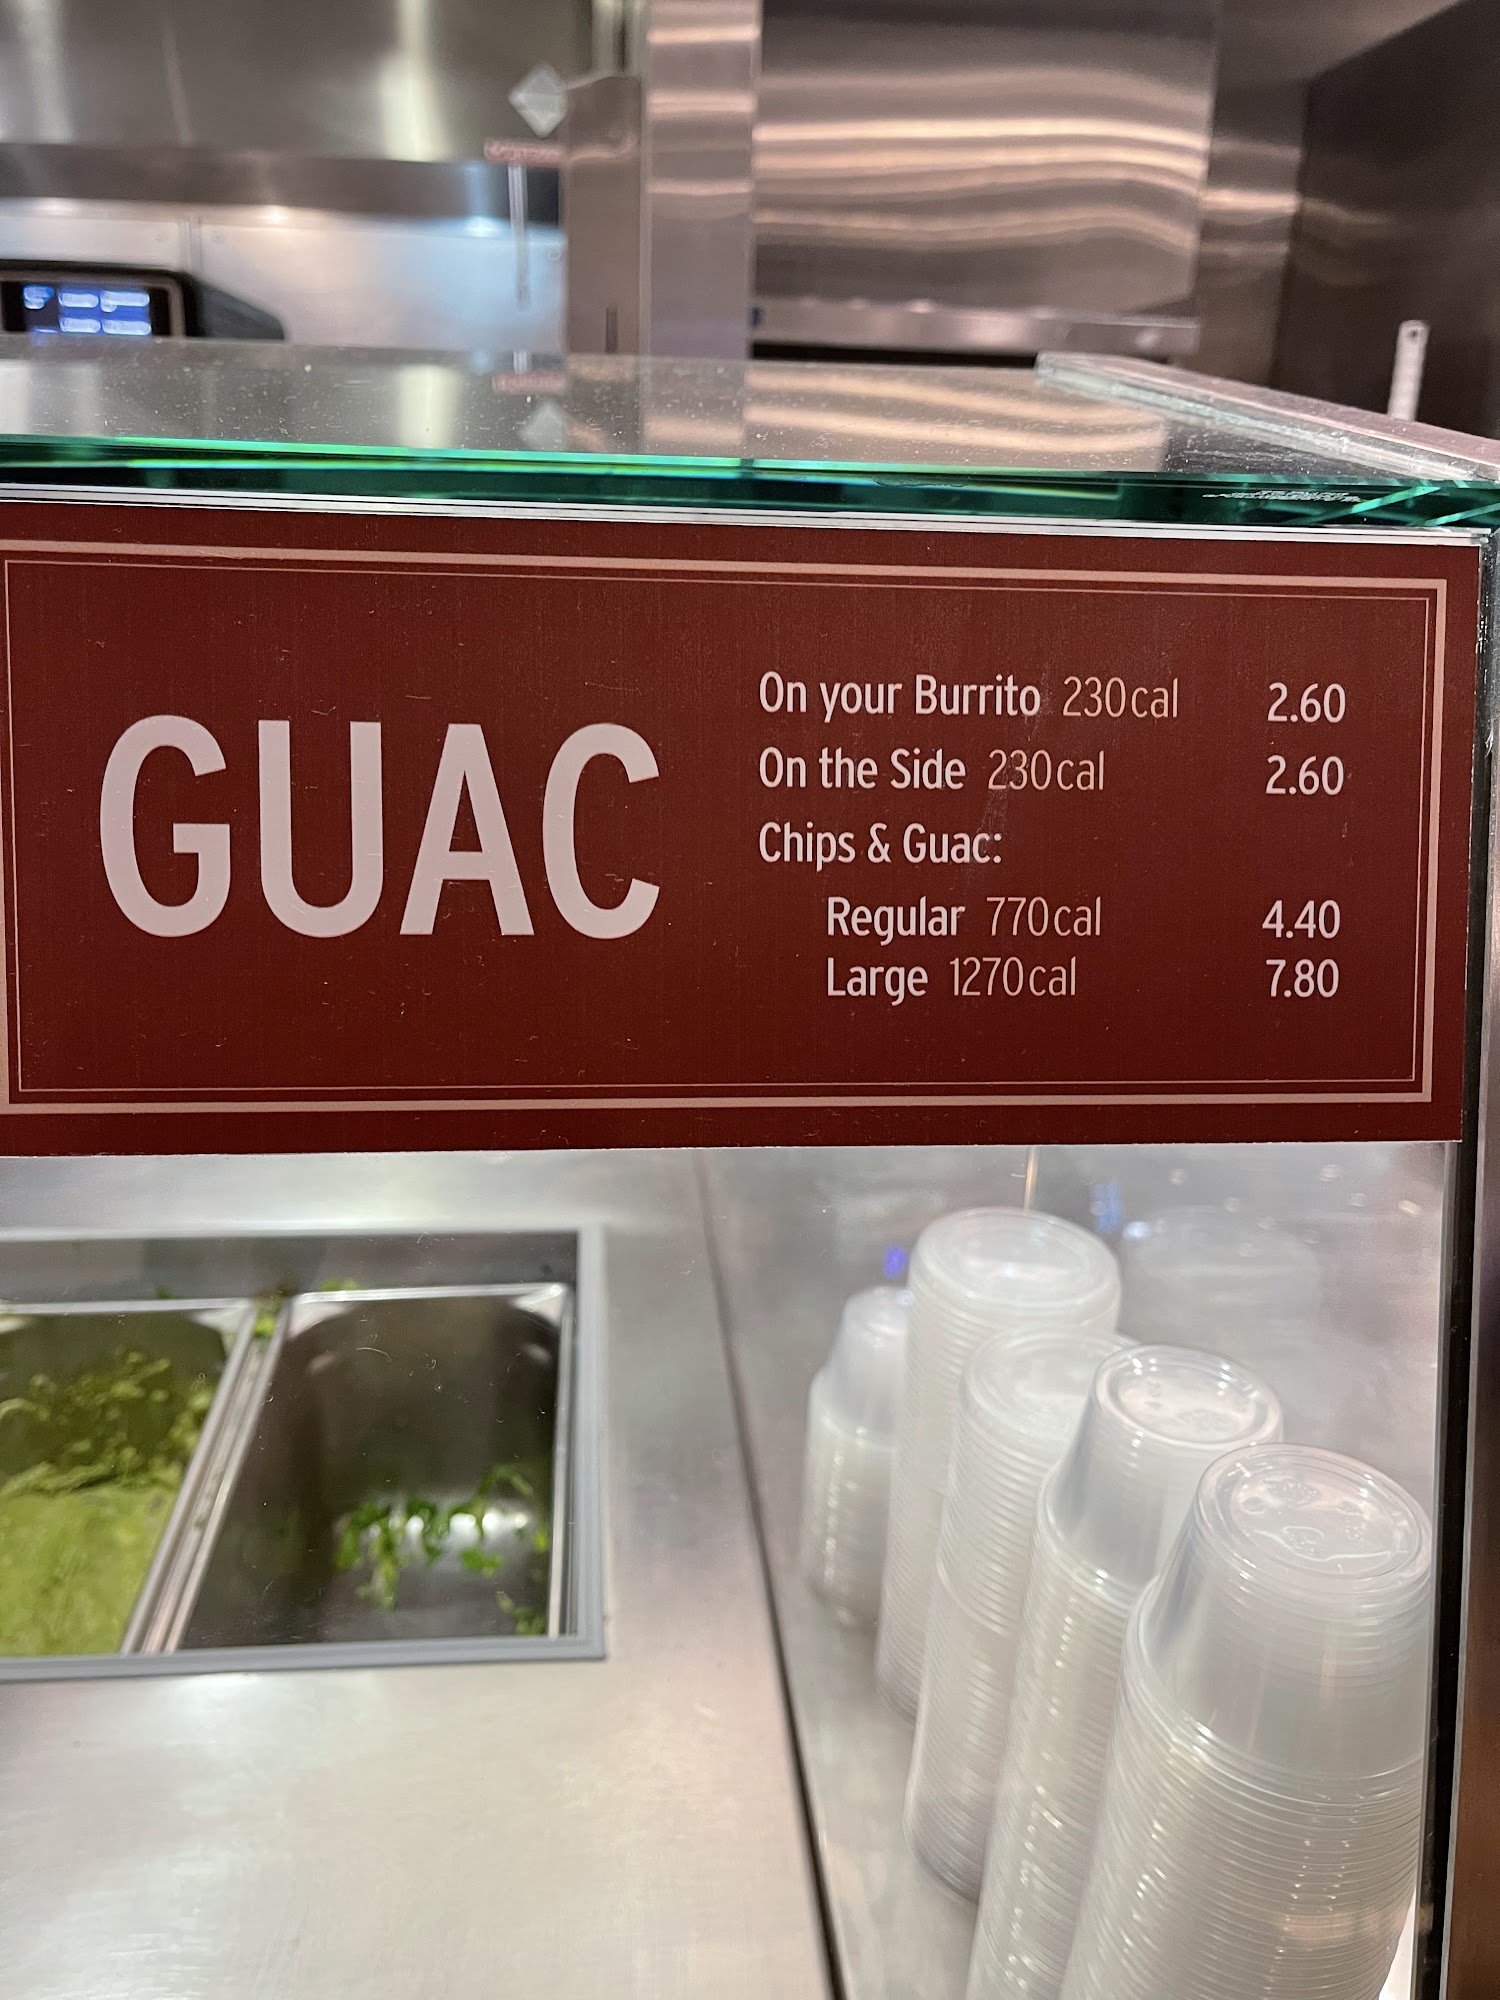 GUAC
On your Burrito 230cal 2.60
On the Side 230cal 2.60
Chips & Guac:
Regular 770cal 4.40
Large 1270cal 7.80